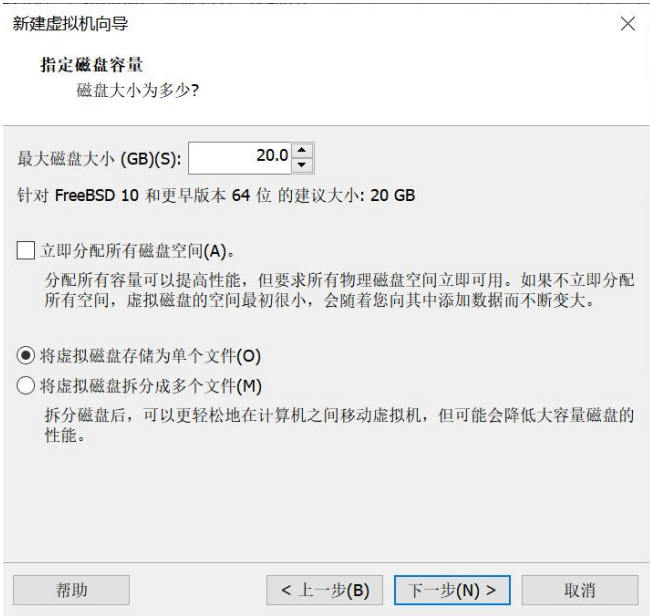 新建虚拟机向导
指定磁盘容量
磁盘大小为多少?
最大磁盘大小 (GB)(S): 20.0
针对 FreeBSD 10 和更早版本 64 位 的建议大小: 20 GB
立即分配所有磁盘空间(A)。
分配所有容量可以提高性能，但要求所有物理磁盘空间立即可用。如果不立即分配
所有空间，虚拟磁盘的空间最初很小，会随着您向其中添加数据而不断变大。
将虚拟磁盘存储为单个文件(O)
将虚拟磁盘拆分成多个文件(M)
拆分磁盘后，可以更轻松地在计算机之间移动虚拟机，但可能会降低大容量磁盘的
性能。
帮助 < 上一步(B) 下一步(N) > 取消